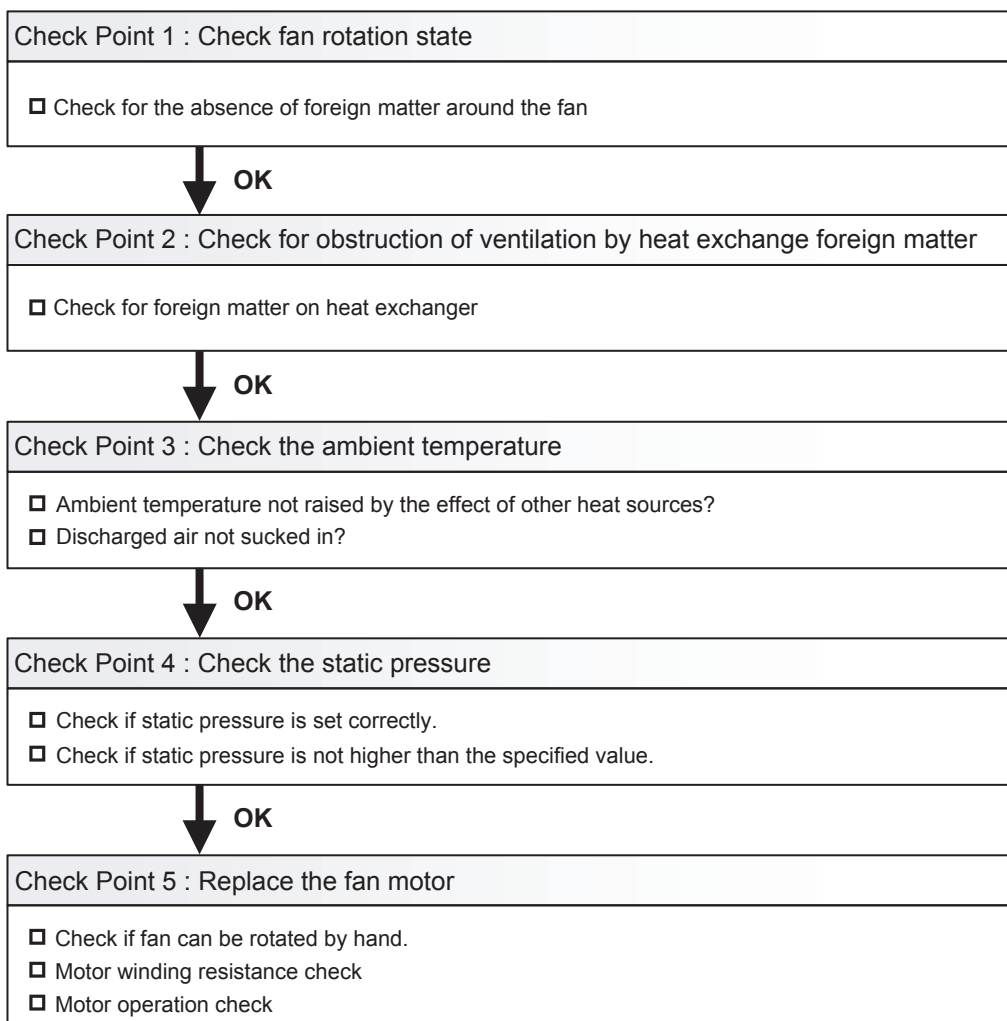 Check Point 1 : Check fan rotation state
Check for the absence of foreign matter around the fan
OK
Check Point 2 : Check for obstruction of ventilation by heat exchange foreign matter
Check for foreign matter on heat exchanger
OK
Check Point 3 : Check the ambient temperature
Ambient temperature not raised by the effect of other heat sources?
Discharged air not sucked in?
OK
Check Point 4 : Check the static pressure
Check if static pressure is set correctly.
Check if static pressure is not higher than the specified value.
OK
Check Point 5 : Replace the fan motor
Check if fan can be rotated by hand.
Motor winding resistance check
Motor operation check